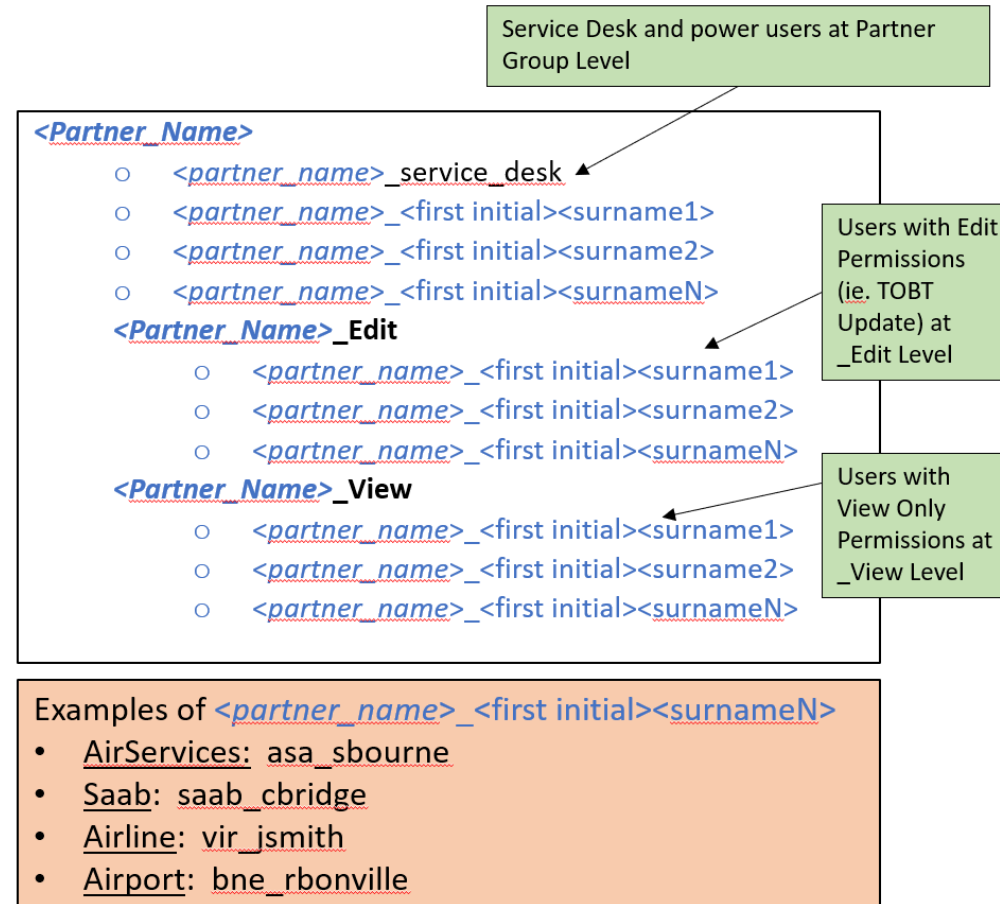 Service Desk and power users at Partner
Group Level
<Partner_Name>
o <partner_name>_service_desk
o <partner_name>_<first initial><surname1>
o <partner_name>_<first initial><surname2>
o <partner_name>_<first initial><surnameN>
<Partner_Name>_Edit
o <partner_name>_<first initial><surname1>
o <partner_name>_<first initial><surname2>
o <partner_name>_<first initial><surnameN>
<Partner_Name>_View
o <partner_name>_<first initial><surname1>
o <partner_name>_<first initial><surname2>
o <partner_name>_<first initial><surnameN>
Users with Edit
Permissions
(ie. TOBT
Update) at
_Edit Level
Users with
View Only
Permissions at
_View Level
Examples of <partner_name>_<first initial><surnameN>
• AirServices: asa_sbourne
• Saab: saab_cbridge
• Airline: vir_jsmith
• Airport: bne_rbonville